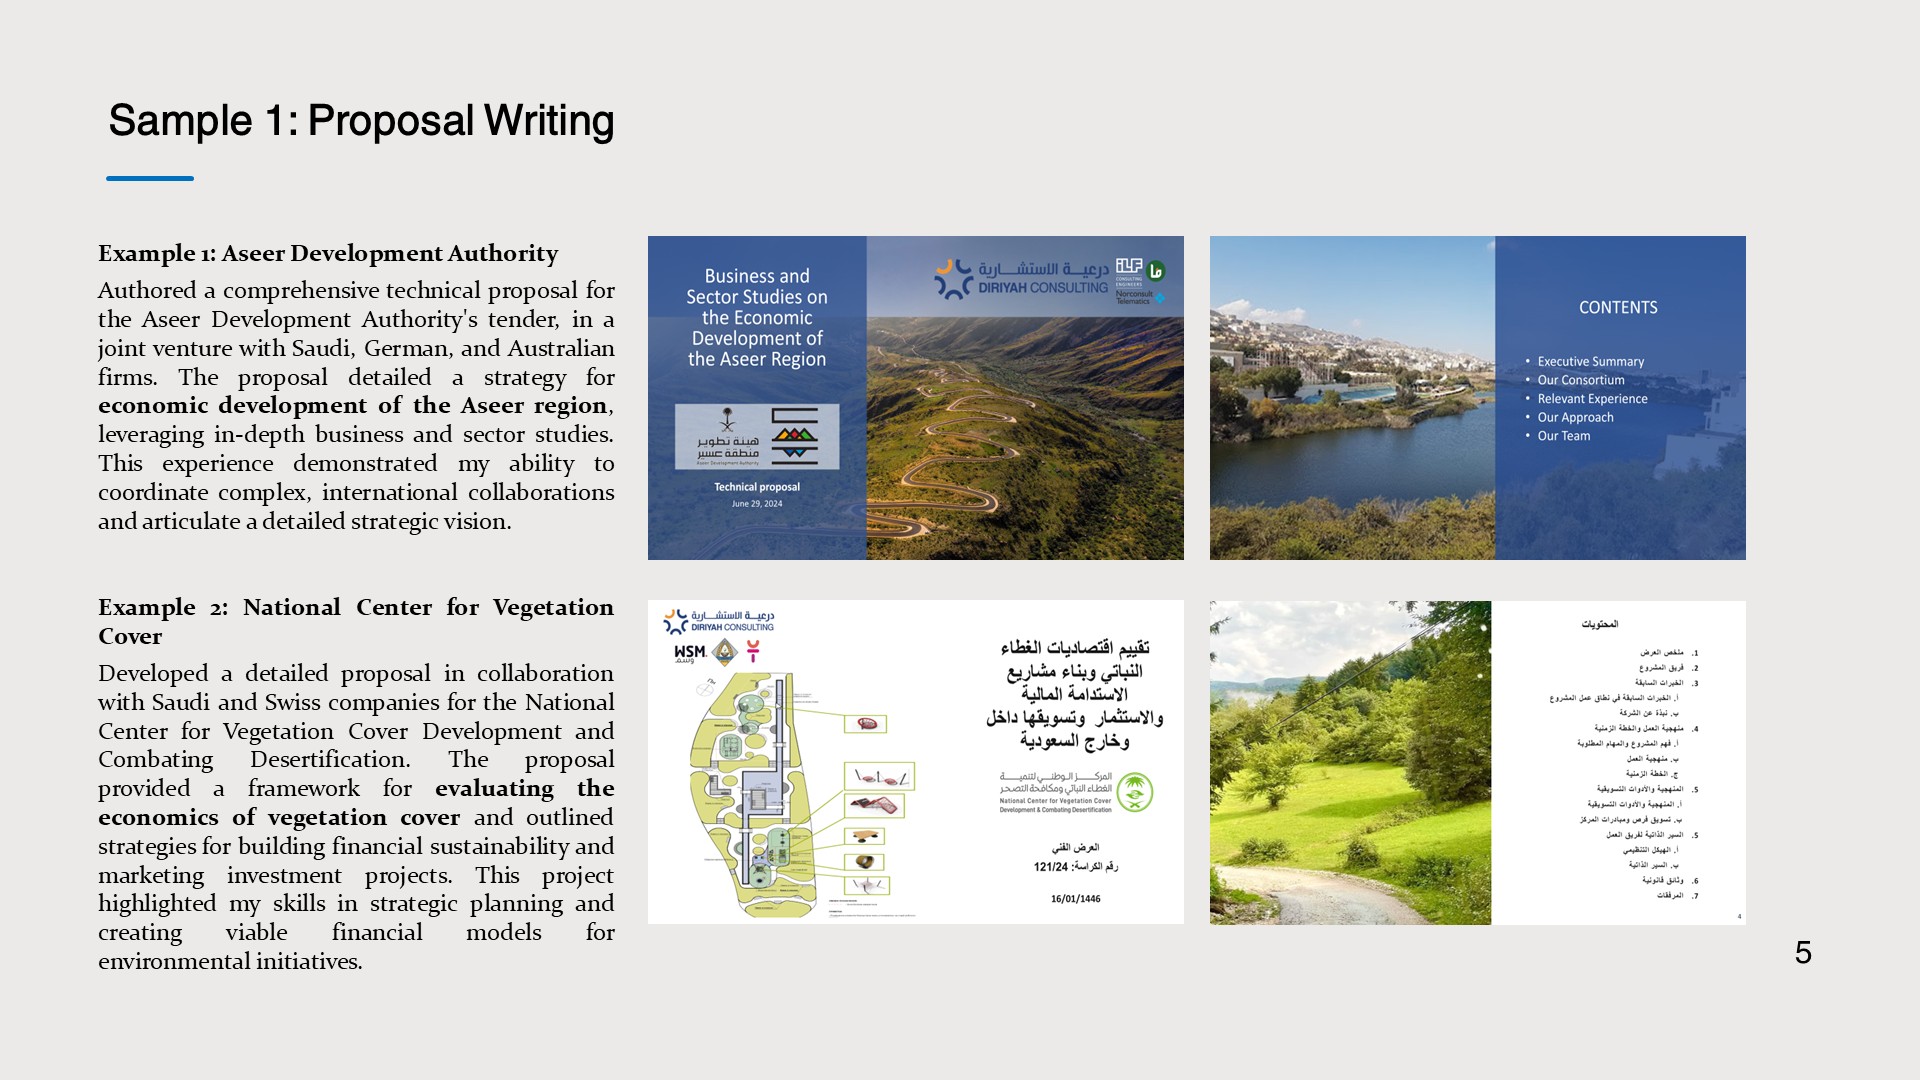 Sample 1: Proposal Writing
Example 1: Aseer Development Authority
Authored a comprehensive technical proposal for
the Aseer Development Authority's tender, in a
joint venture with Saudi, German, and Australian
firms. The proposal detailed a strategy for
economic development of the Aseer region,
leveraging in-depth business and sector studies.
This experience demonstrated my ability to
coordinate complex, international collaborations
and articulate a detailed strategic vision.
Example 2: National Center for Vegetation
Cover
Developed a detailed proposal in collaboration
with Saudi and Swiss companies for the National
Center for Vegetation Cover Development and
Combating Desertification. The proposal
provided a framework for evaluating the
economics of vegetation cover and outlined
strategies for building financial sustainability and
marketing investment projects. This project
highlighted my skills in strategic planning and
creating viable financial models for
environmental initiatives.
Business and
Sector Studies on
the Economic
Development of
the Aseer Region
هيئة تطوير
منطقة عسير
Aseer Development Authority
Technical proposal
June 29, 2024
درعيـــة الاستشـــارية
DIRIYAH CONSULTING
iLF
CONSULTING
ENGINEERS
Norconsult
Telematics
CONTENTS
• Executive Summary
• Our Consortium
• Relevant Experience
• Our Approach
• Our Team
درعيـــة الاستشـــارية
DIRIYAH CONSULTING
WSM.
وسم
تقييم اقتصاديات الغطاء
النباتي وبناء مشاريع
الاستدامة المالية
والاستثمار وتسويقها داخل
وخارج السعودية
المركـــز الـوطنـــي لتنميـــة
الغطـاء النباتي ومكافحة التصحـر
National Center for Vegetation Cover
Development & Combating Desertification
العرض الفني
رقم الكراسة: 121/24
16/01/1446
المحتويات
1. ملخص العرض
2. فريق المشروع
3. الخبرات السابقة
أ. الخبرات السابقة في نطاق عمل المشروع
ب. نبذة عن الشركة
4. منهجية العمل والخطة الزمنية
أ. فهم المشروع والمهام المطلوبة
ب. منهجية العمل
ج. الخطة الزمنية
5. المنهجية والأدوات التسويقية
أ. المنهجية والأدوات التسويقية
ب. تسويق فرص ومبادرات المركز
5. السير الذاتية لفريق العمل
أ. الهيكل التنظيمي
ب. السير الذاتية
6. وثائق قانونية
7. المرفقات
4
5